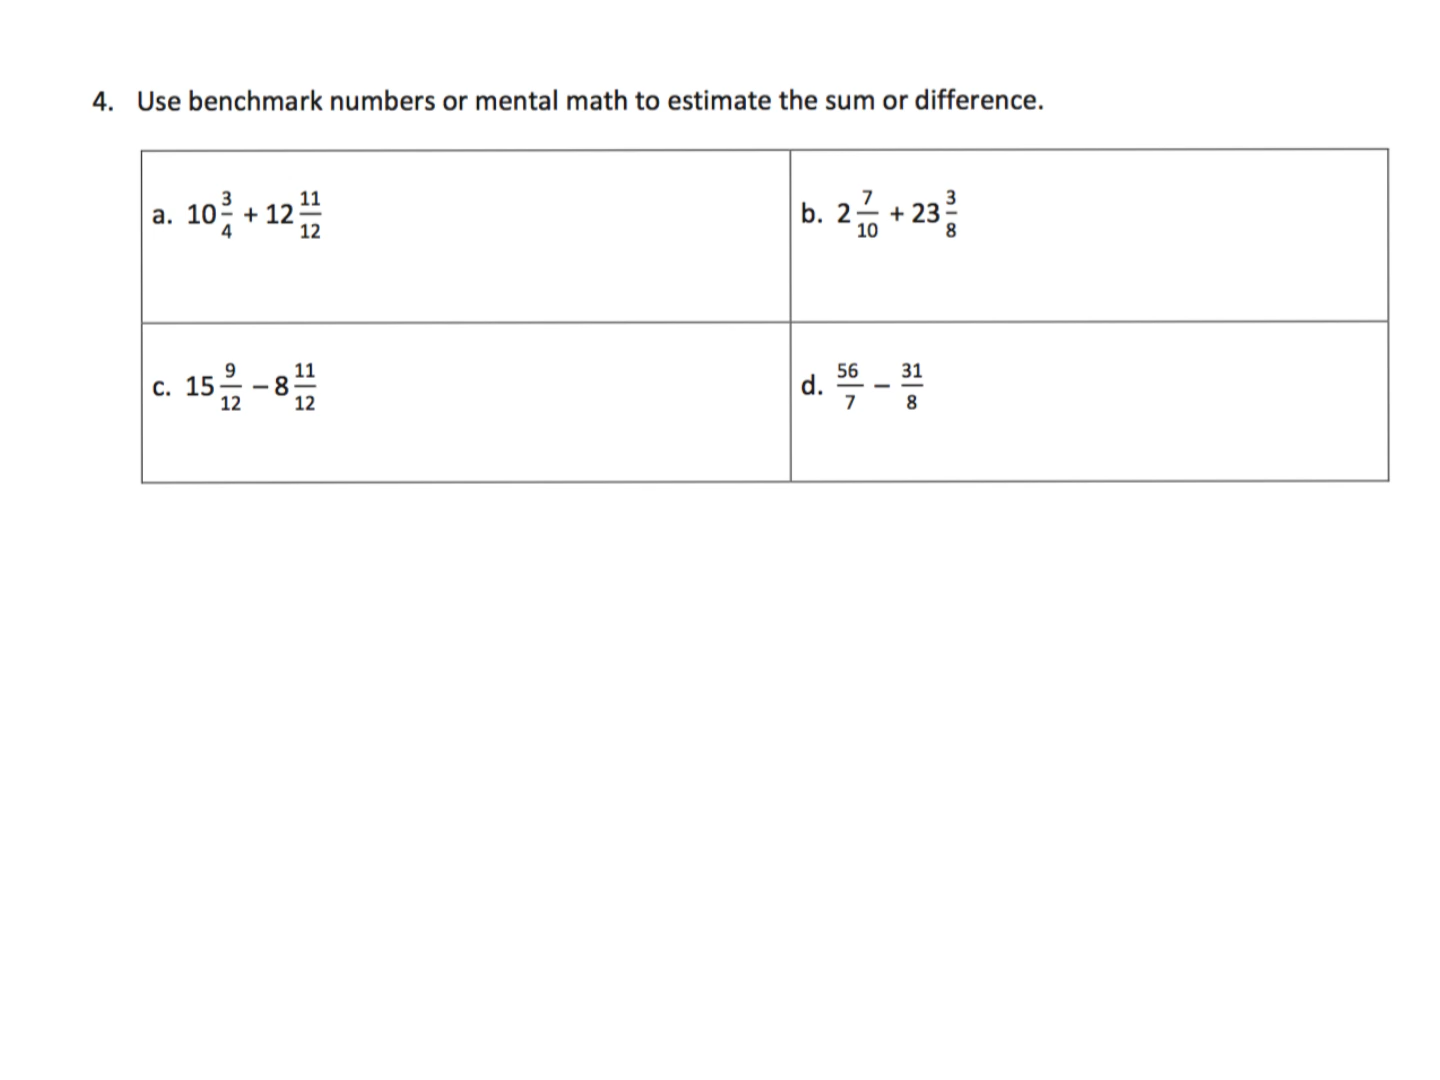 4. Use benchmark numbers or mental math to estimate the sum or difference.
a. 10 3/4 + 12 11/12
b. 2 7/10 + 23 3/8
c. 15 9/12 – 8 11/12
d. 56/7 – 31/8